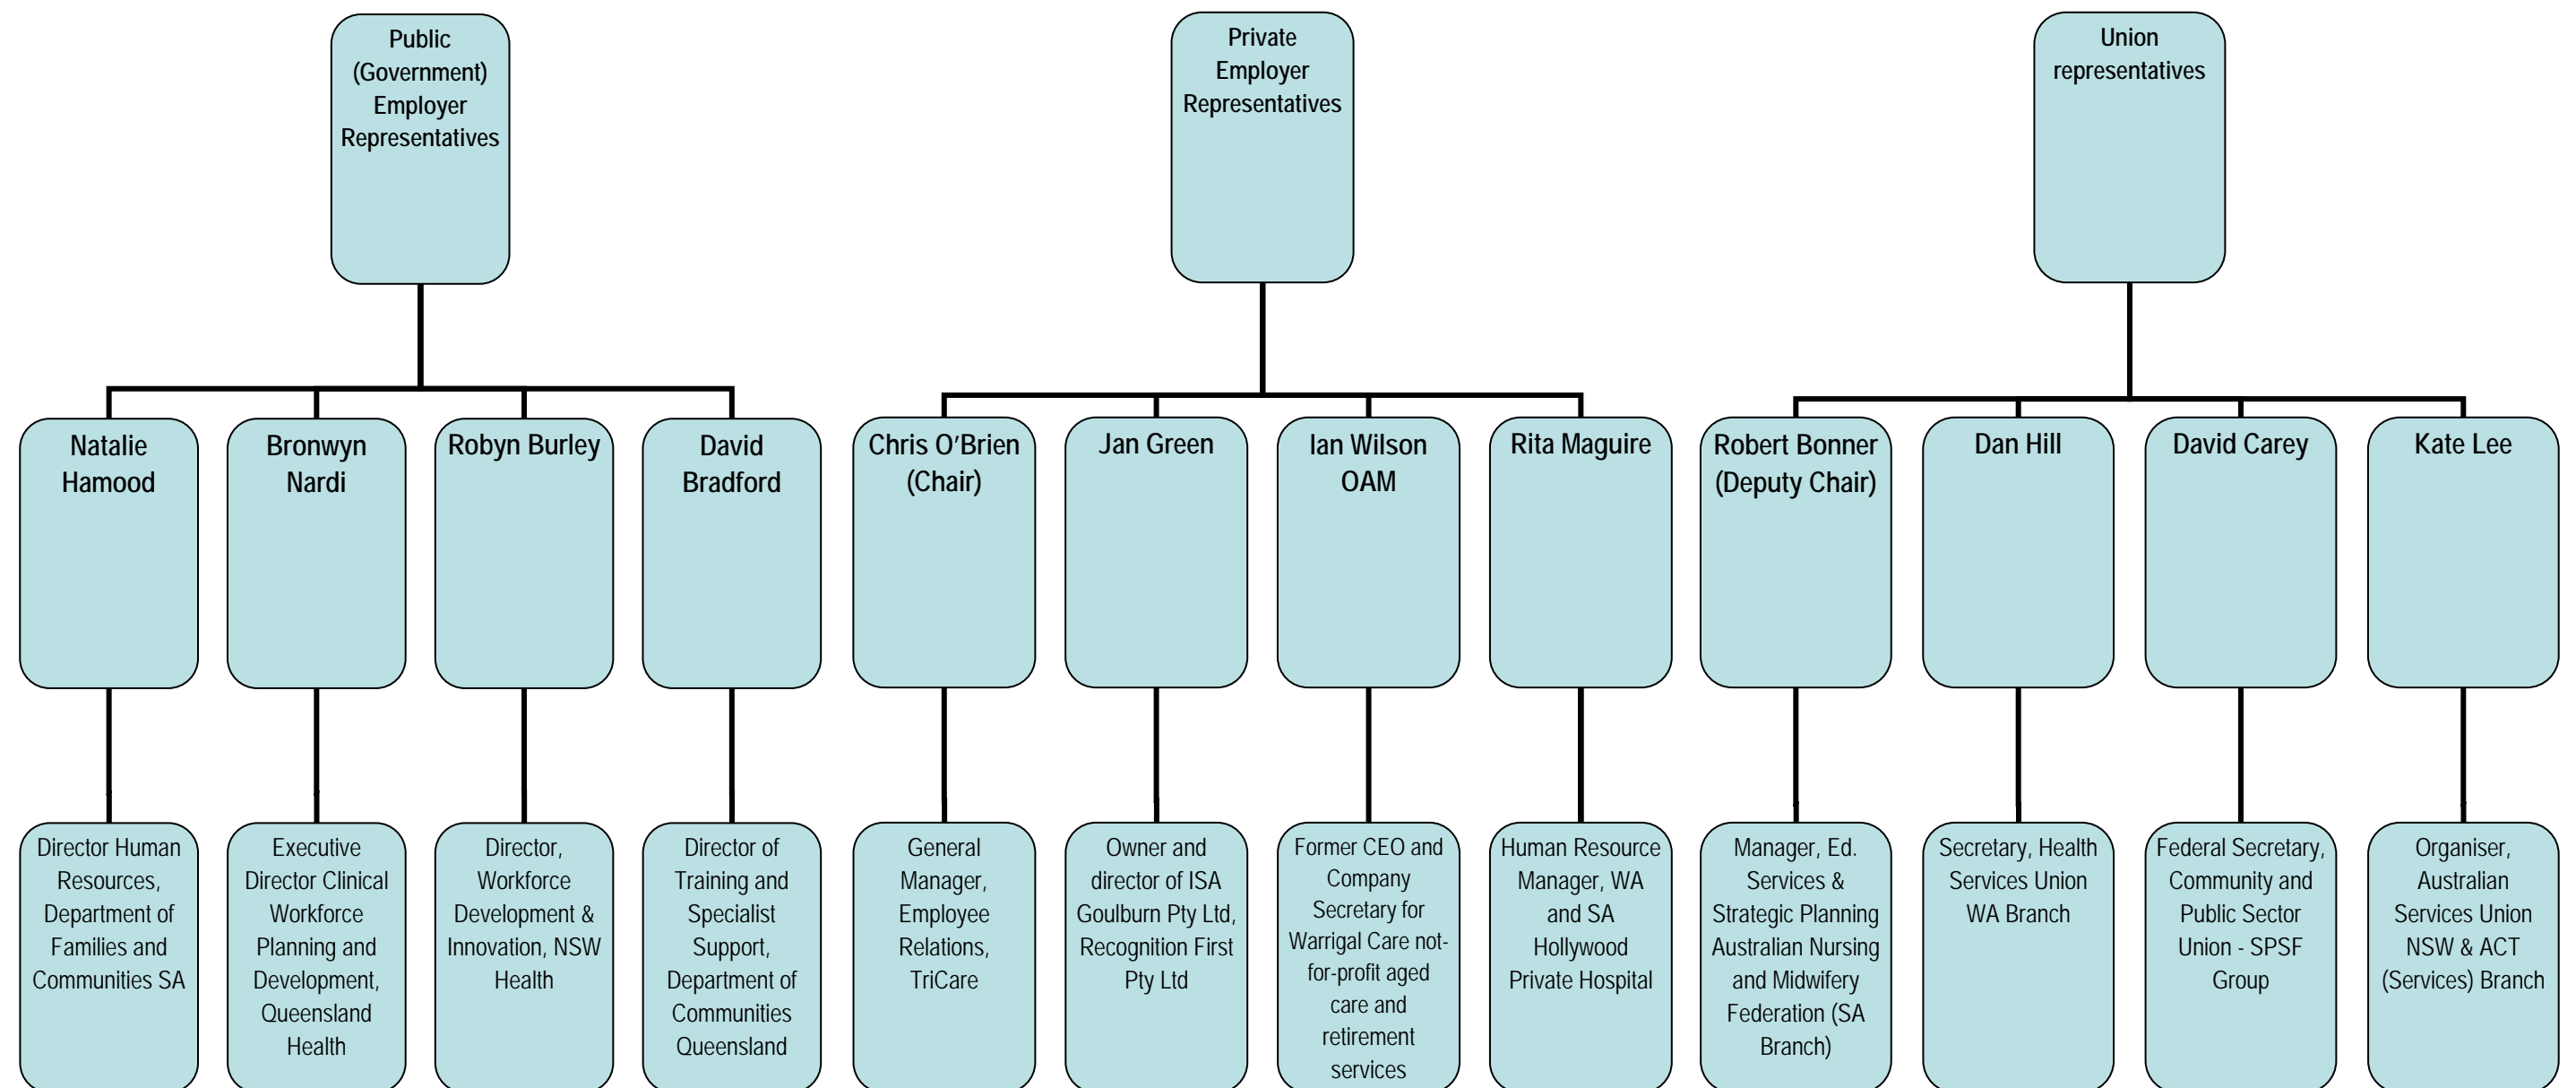 Public
(Government)
Employer
Representatives
Private
Employer
Representatives
Union
representatives
Natalie
Hamood
Bronwyn
Nardi
Robyn Burley
David
Bradford
Chris O'Brien
(Chair)
Jan Green
Ian Wilson
OAM
Rita Maguire
Robert Bonner
(Deputy Chair)
Dan Hill
David Carey
Kate Lee
Director Human
Resources,
Department of
Families and
Communities SA
Executive
Director Clinical
Workforce
Planning and
Development,
Queensland
Health
Director,
Workforce
Development &
Innovation, NSW
Health
Director of
Training and
Specialist
Support,
Department of
Communities
Queensland
General
Manager,
Employee
Relations,
TriCare
Owner and
director of ISA
Goulburn Pty Ltd,
Recognition First
Pty Ltd
Former CEO and
Company
Secretary for
Warrigal Care not-
for-profit aged
care and
retirement
services
Human Resource
Manager, WA
and SA
Hollywood
Private Hospital
Manager, Ed.
Services &
Strategic Planning
Australian Nursing
and Midwifery
Federation (SA
Branch)
Secretary, Health
Services Union
WA Branch
Federal Secretary,
Community and
Public Sector
Union - SPSF
Group
Organiser,
Australian
Services Union
NSW & ACT
(Services) Branch